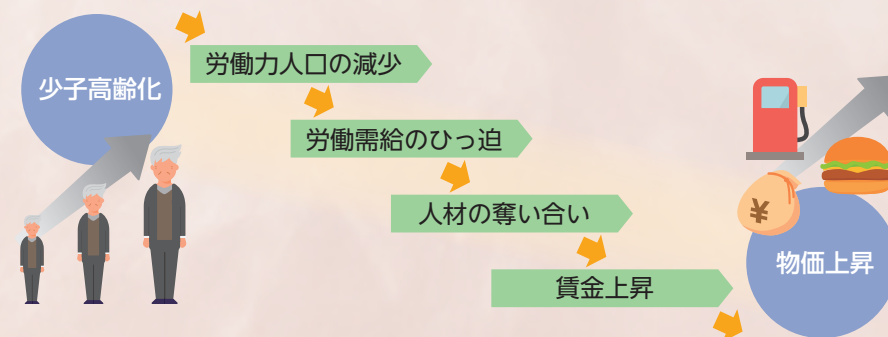 少子高齢化
労働力人口の減少
労働需給のひっ迫
人材の奪い合い
賃金上昇
¥
物価上昇